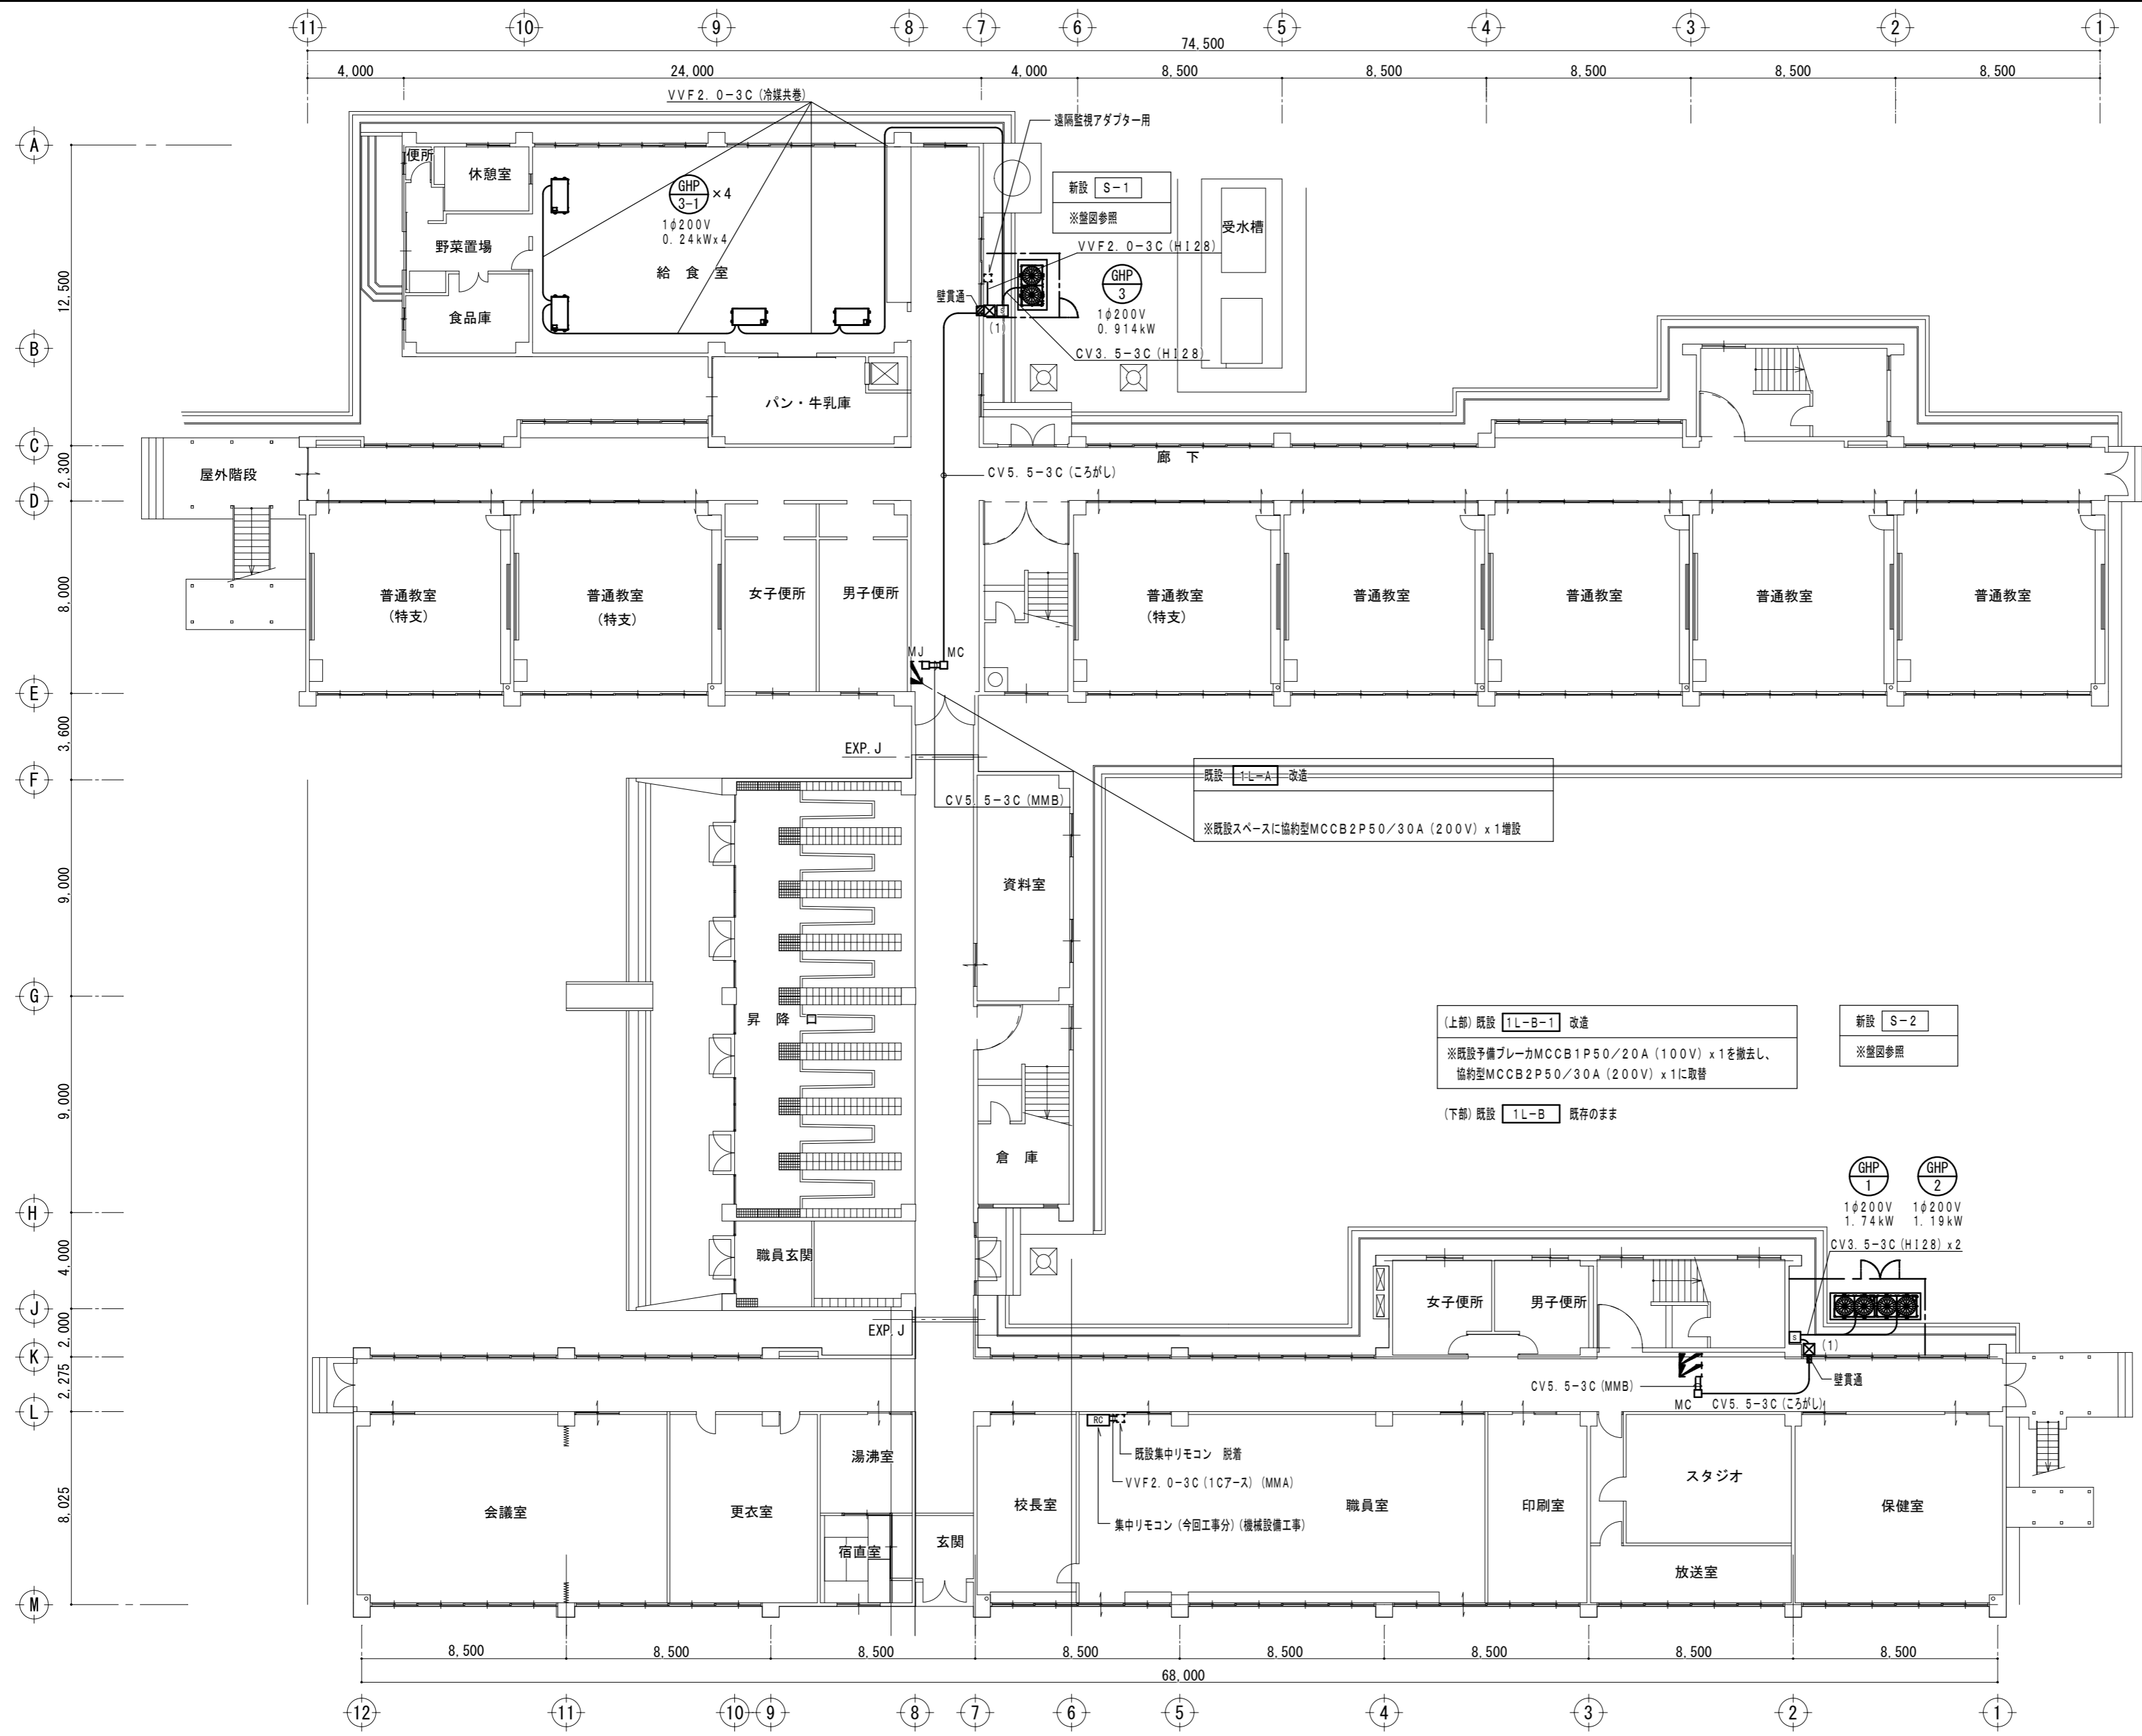 11 10 9 8 7 6 5 4 3 2 1
74,500
4,000 24,000 4,000 8,500 8,500 8,500 8,500 8,500
VVF2.0-3C(冷媒共巻)
遠隔監視アダプター用
A
便所
休憩室
GHP
3-1
×4
1φ200V
0.24kWx4
新設 S-1
※盤図参照
受水槽
野菜置場
VVF2.0-3C(HI28)
給 食 室
GHP
3
12,500
壁貫通
S
(1)
1φ200V
0.914kW
食品庫
B
CV3.5-3C(HI28)
パン・牛乳庫
C
2,300
廊 下
屋外階段
CV5.5-3C(ころがし)
D
8,000
普通教室
(特支)
普通教室
(特支)
女子便所
男子便所
普通教室
(特支)
普通教室
普通教室
普通教室
普通教室
MJ
MC
E
3,600
EXP.J
F
既設 1L-A 改造
CV5.5-3C(MMB)
※既設スペースに協約型MCCB2P50/30A(200V)x1増設
9,000
資料室
G
昇 降 口
(上部)既設 1L-B-1 改造
※既設予備ブレーカMCCB1P50/20A(100V)x1を撤去し、
協約型MCCB2P50/30A(200V)x1に取替
(下部)既設 1L-B 既存のまま
新設 S-2
※盤図参照
9,000
倉 庫
GHP
1
1φ200V
1.74kW
GHP
2
1φ200V
1.19kW
H
4,000
職員玄関
CV3.5-3C(HI28)x2
J
2,000
女子便所
男子便所
EXP.J
S
(1)
K
2,275
壁貫通
CV5.5-3C(MMB)
MC
CV5.5-3C(ころがし)
L
RC
既設集中リモコン 脱着
VVF2.0-3C(1Cアース)(MMA)
集中リモコン(今回工事分)(機械設備工事)
8,025
会議室
更衣室
湯沸室
宿直室
玄関
校長室
職員室
印刷室
スタジオ
放送室
保健室
M
8,500 8,500 8,500 8,500 8,500 8,500 8,500 8,500
68,000
12 11 10 9 8 7 6 5 4 3 2 1